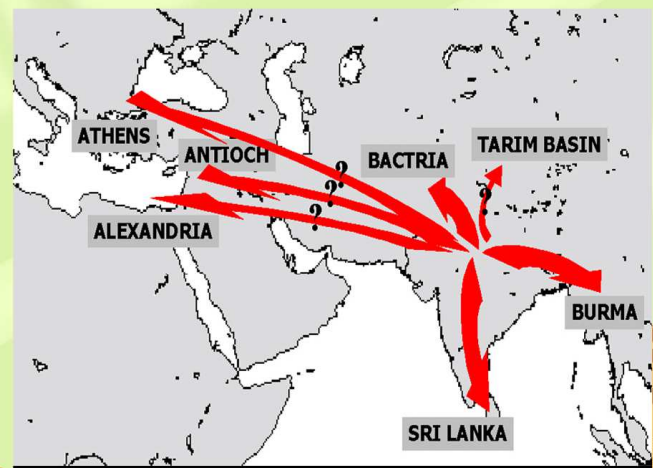 ATHENS
ANTIOCH
BACTRIA
TARIM BASIN
ALEXANDRIA
?
?
?
?
BURMA
SRI LANKA